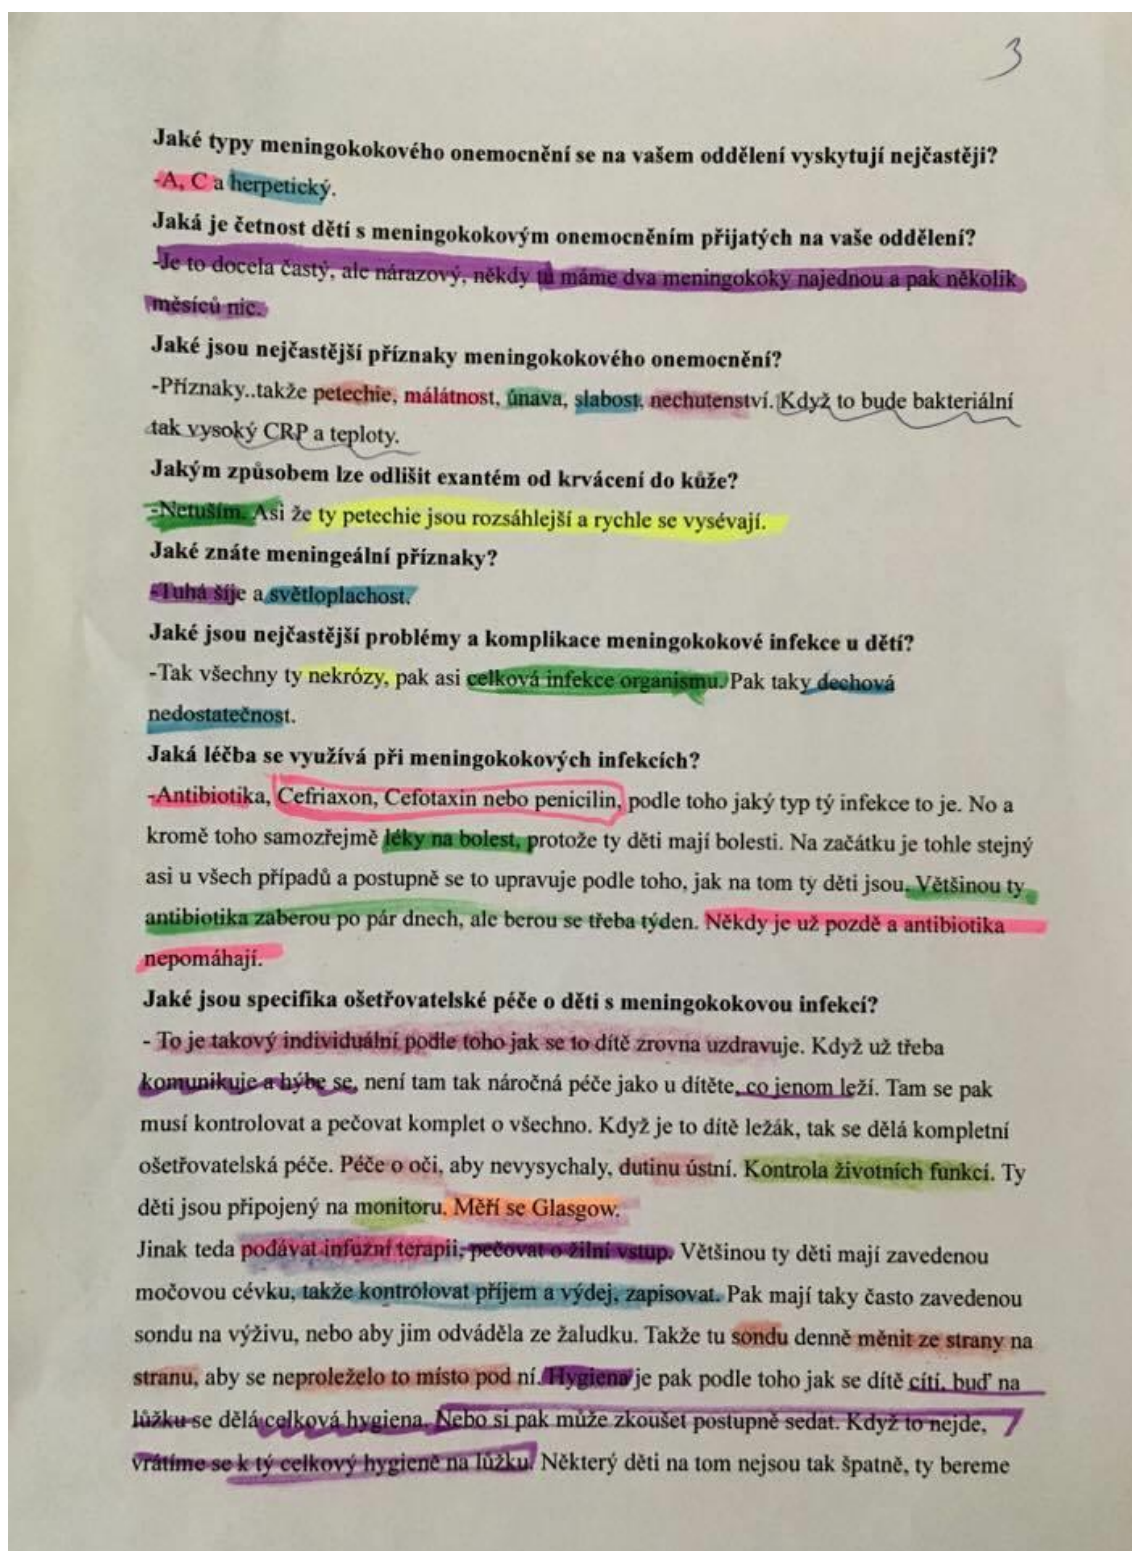 3
Jaké typy meningokokového onemocnění se na vašem oddělení vyskytují nejčastěji?
-A, C a herpetický.
Jaká je četnost dětí s meningokokovým onemocněním přijatých na vaše oddělení?
-Je to docela častý, ale nárazový, někdy tu máme dva meningokoky najednou a pak několik
měsíců nic.
Jaké jsou nejčastější příznaky meningokokového onemocnění?
-Příznaky..takže petechie, málátnost, únava, slabost, nechutenství. Když to bude bakteriální
tak vysoký CRP a teploty.
Jakým způsobem lze odlišit exantém od krvácení do kůže?
-Netuším. Asi že ty petechie jsou rozsáhlejší a rychle se vysévají.
Jaké znáte meningeální příznaky?
-Tuhá šíje a světloplachost.
Jaké jsou nejčastější problémy a komplikace meningokokové infekce u dětí?
-Tak všechny ty nekrózy, pak asi celková infekce organismu. Pak taky dechová
nedostatečnost.
Jaká léčba se využívá při meningokokových infekcích?
-Antibiotika, Cefriaxon, Cefotaxin nebo penicilin, podle toho jaký typ tý infekce to je. No a
kromě toho samozřejmě léky na bolest, protože ty děti mají bolesti. Na začátku je tohle stejný
asi u všech případů a postupně se to upravuje podle toho, jak na tom ty děti jsou. Většinou ty
antibiotika zaberou po pár dnech, ale berou se třeba týden. Někdy je už pozdě a antibiotika
nepomáhají.
Jaké jsou specifika ošetřovatelské péče o děti s meningokokovou infekcí?
- To je takový individuální podle toho jak se to dítě zrovna uzdravuje. Když už třeba
komunikuje a hýbe se, není tam tak náročná péče jako u dítěte, co jenom leží. Tam se pak
musí kontrolovat a pečovat komplet o všechno. Když je to dítě ležák, tak se dělá kompletní
ošetřovatelská péče. Péče o oči, aby nevysychaly, dutinu ústní. Kontrola životních funkcí. Ty
děti jsou připojený na monitoru. Měří se Glasgow.
Jinak teda podávat infuzní terapii, pečovat o žilní vstup. Většinou ty děti mají zavedenou
močovou cévku, takže kontrolovat příjem a výdej, zapisovat. Pak mají taky často zavedenou
sondu na výživu, nebo aby jim odváděla ze žaludku. Takže tu sondu denně měnit ze strany na
stranu, aby se neproleželo to místo pod ní. Hygiena je pak podle toho jak se dítě cítí, buď na
lůžku se dělá celková hygiena. Nebo si pak může zkoušet postupně sedat. Když to nejde,
vrátíme se k tý celkový hygieně na lůžku. Některý děti na tom nejsou tak špatně, ty bereme